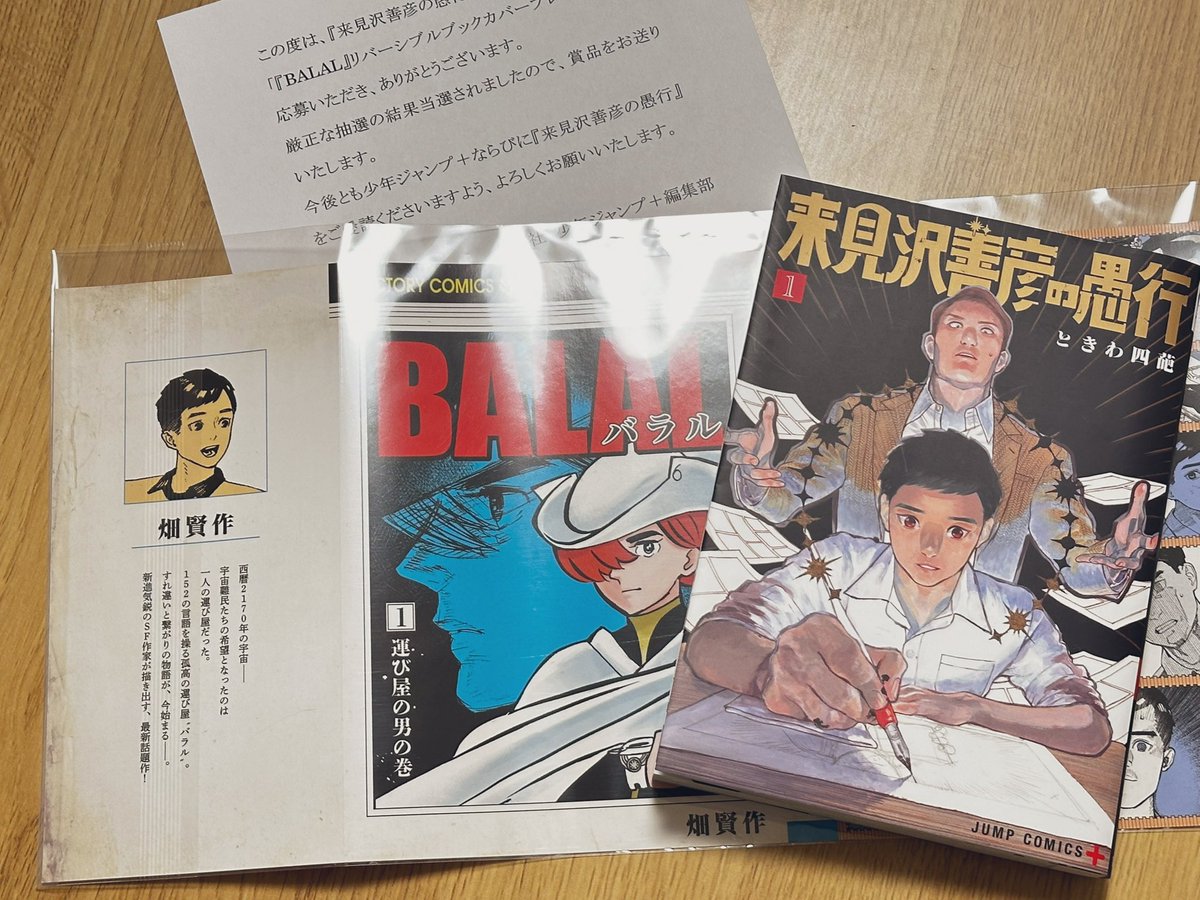 この度は、『来見沢善彦の愚行
「『BALAL』リバーシブルブックカバープレ
応募いただき、ありがとうございます。
厳正な抽選の結果当選されましたので、賞品をお送り
いたします。
今後とも少年ジャンプ＋ならびに『来見沢善彦の愚行』
をご愛読くださいますよう、よろしくお願いいたします。
ジャンプ＋編集部
畑賢作
西暦2170年の宇宙――
宇宙難民たちの希望となったのは
一人の運び屋だった。
152の言語を操る孤高の運び屋“バラル”。
すれ違いと繋がりの物語が、今始まる――。
新進気鋭のSF作家が描き出す、最新話題作！
CTORY COMICS
BALAL
バラル
6
1
運び屋の男の巻
畑賢作
来見沢善彦の愚行
1
ときわ四葩
JUMP COMICS+